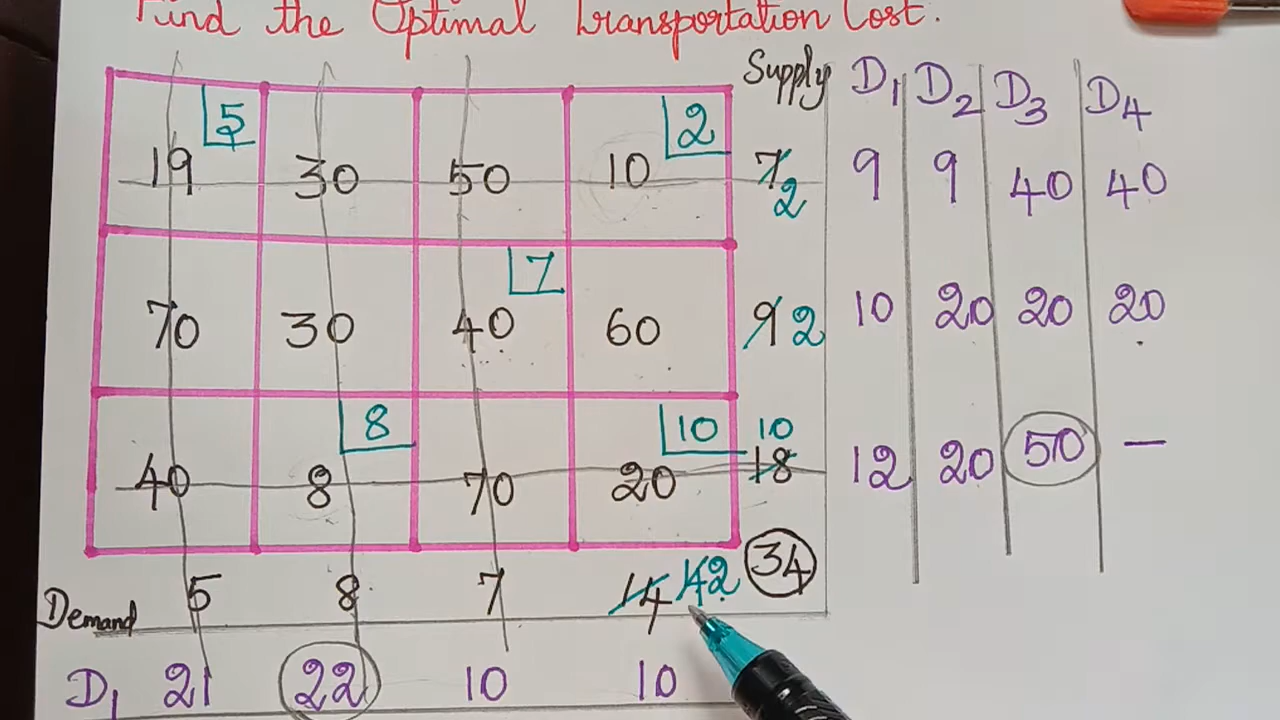 Find the Optimal Transportation Cost.
Supply D1 D2 D3 D4
19 5 30 50 10 2 7 2 9 9 40 40
70 30 40 7 60 9 2 10 20 20 20
40 8 8 70 20 10 10 18 12 20 50 —
Demand 5 8 7 14 4 2 34
D1 21 22 10 10